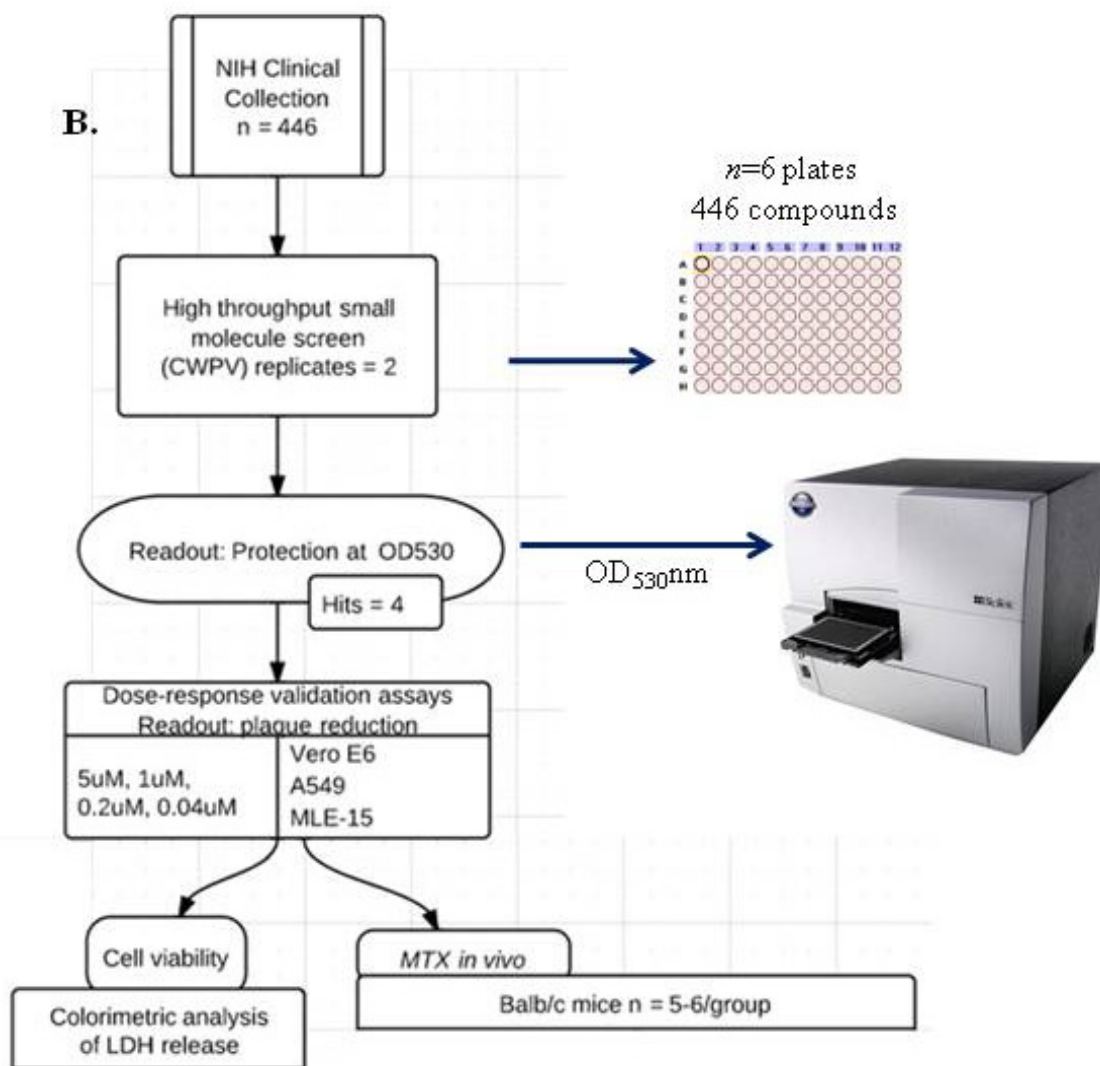 B.
NIH Clinical
Collection
n = 446
n=6 plates
446 compounds
1 2 3 4 5 6 7 8 9 10 11 12
A
B
C
D
E
F
G
H
High throughput small
molecule screen
(CWPV) replicates = 2
Readout: Protection at OD530
Hits = 4
OD530nm
Dose-response validation assays
Readout: plaque reduction
5uM, 1uM,
0.2uM, 0.04uM
Vero E6
A549
MLE-15
Cell viability
Colorimetric analysis
of LDH release
MTX in vivo
Balb/c mice n = 5-6/group